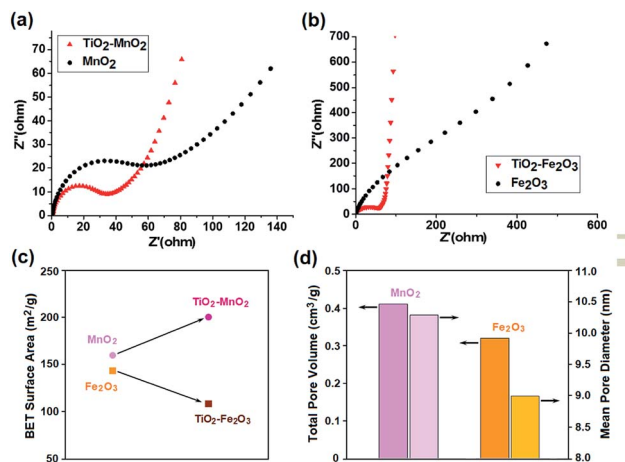 (a)
TiO₂-MnO₂
MnO₂
Z''(ohm)
70
60
50
40
30
20
10
0
0 20 40 60 80 100 120 140
Z'(ohm)
(b)
700
600
500
400
300
200
100
0
Z''(ohm)
TiO₂-Fe₂O₃
Fe₂O₃
0 200 400 600
Z'(ohm)
(c)
BET Surface Area (m²/g)
250
200
150
100
50
TiO₂-MnO₂
MnO₂
Fe₂O₃
TiO₂-Fe₂O₃
(d)
Total Pore Volume (cm³/g)
0.5
0.4
0.3
0.2
0.1
0
MnO₂
Fe₂O₃
11.0
10.5
10.0
9.5
9.0
8.5
8.0
Mean Pore Diameter (nm)